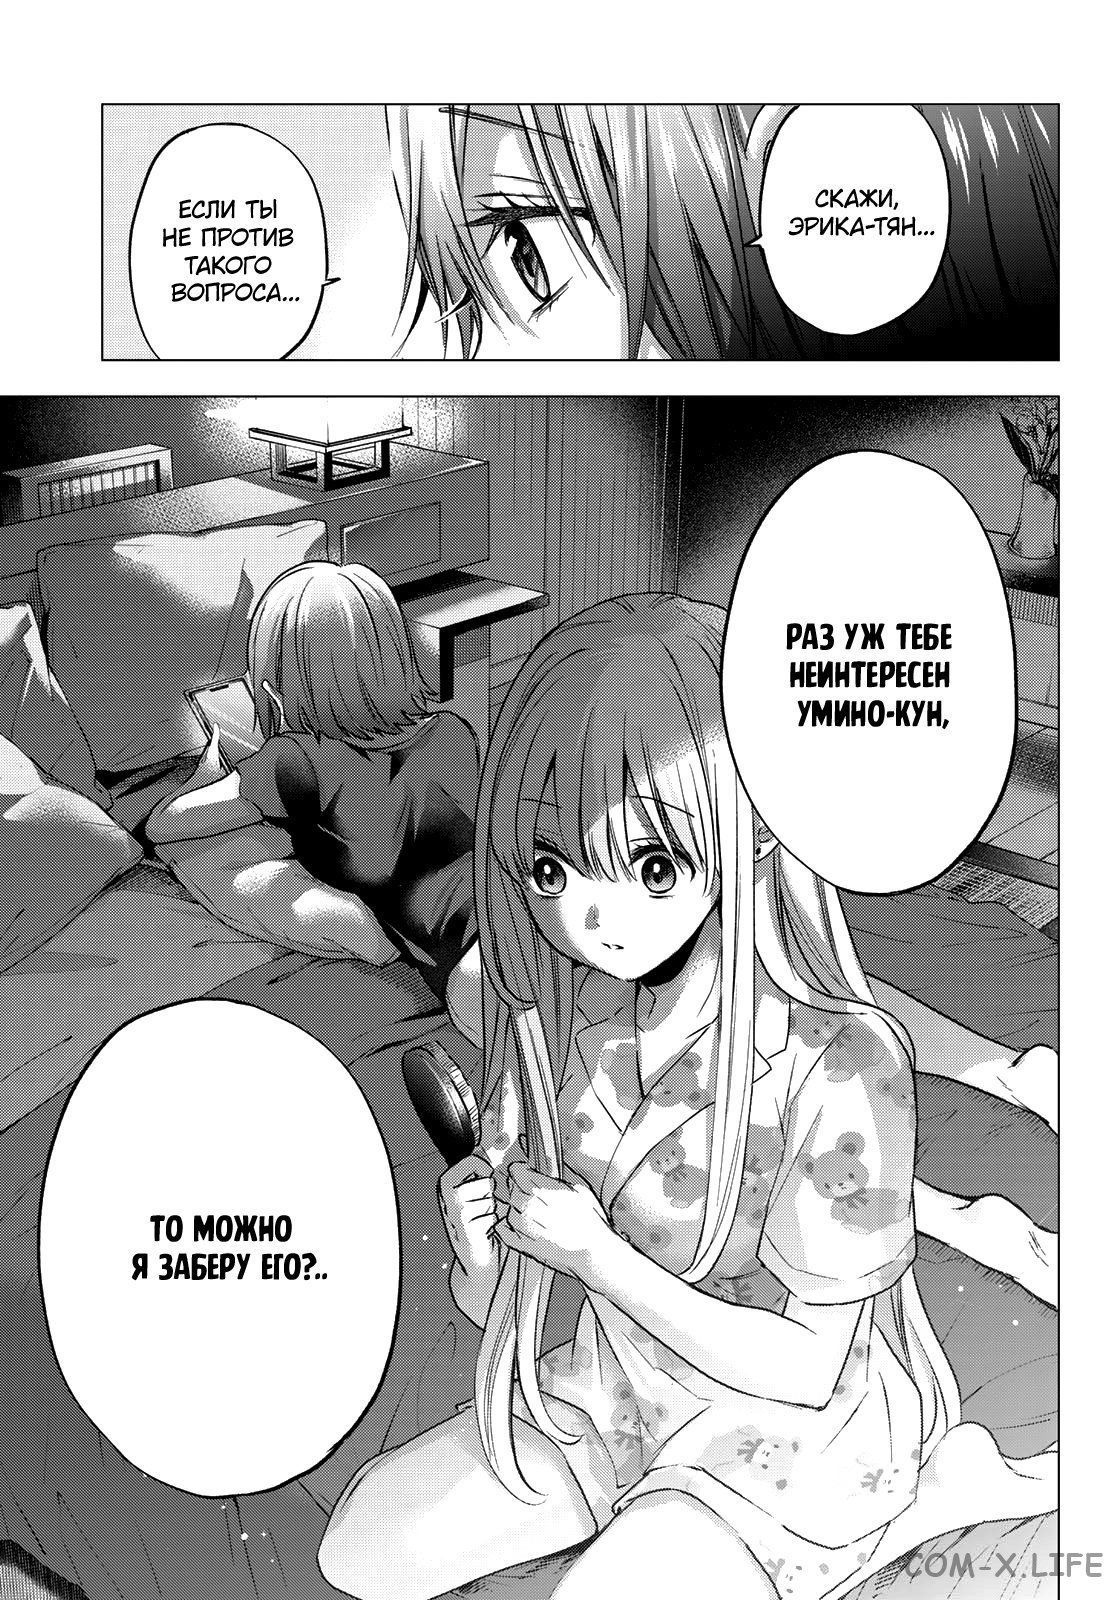 СКАЖИ,
ЭРИКА-ТЯН...
ЕСЛИ ТЫ
НЕ ПРОТИВ
ТАКОГО
ВОПРОСА...
РАЗ УЖ ТЕБЕ
НЕИНТЕРЕСЕН
УМИНО-КУН,
ТО МОЖНО
Я ЗАБЕРУ ЕГО?..
COM-X.LIFE